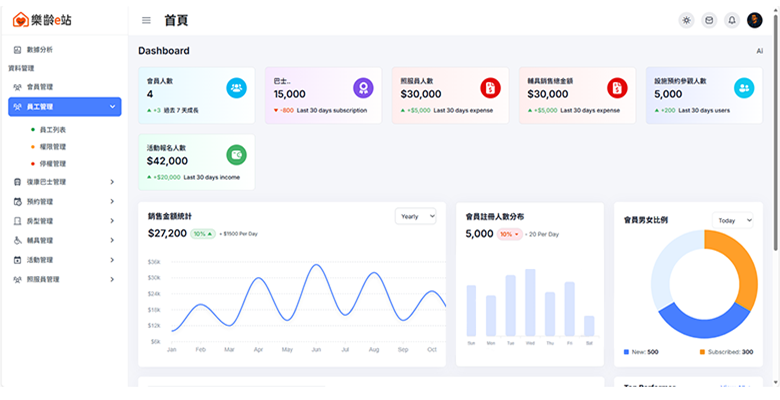 樂齡e站
首頁
數據分析
資料管理
會員管理
員工管理
員工列表
權限管理
停權管理
復康巴士管理
預約管理
房型管理
輔具管理
活動管理
照服員管理
Dashboard
會員人數
4
+3 過去 7 天成長
巴士..
15,000
-800 Last 30 days subscription
照服員人數
$30,000
+$5,000 Last 30 days expense
輔具銷售總金額
$30,000
+$5,000 Last 30 days expense
設施預約參觀人數
5,000
+200 Last 30 days users
活動報名人數
$42,000
+$20,000 Last 30 days income
銷售金額統計
Yearly
$27,200 10% + $1500 Per Day
$36k
$30k
$24k
$18k
$12k
$6k
Jan Feb Mar Apr May Jun Jul Aug Sep Oct
會員註冊人數分布
5,000 10% - 20 Per Day
Sun Mon Tue Wed Thu Fri Sat
會員男女比例
Today
New: 500
Subscribed: 300